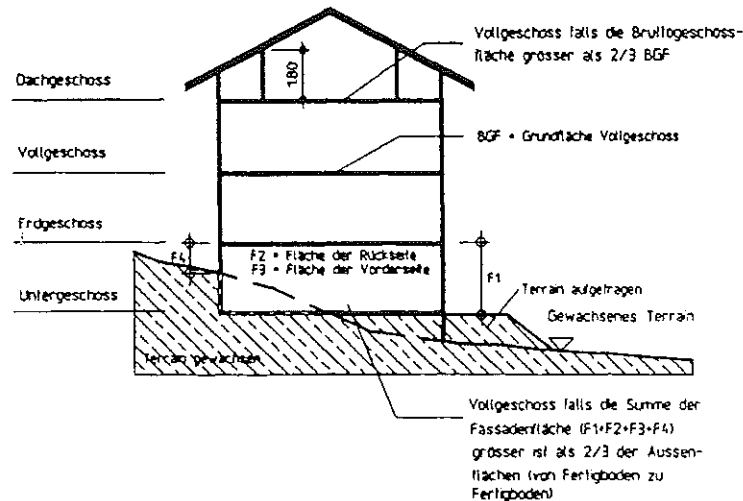 Vollgeschoss falls die Bruttogeschoss-
fläche grösser als 2/3 BGF
180
Dachgeschoss
BGF = Grundfläche Vollgeschoss
Vollgeschoss
Erdgeschoss
F4
F2 = Fläche der Rückseite
F3 = Fläche der Vorderseite
F1
Untergeschoss
Terrain aufgetragen
Gewachsenes Terrain
Terrain gewachsen
Vollgeschoss falls die Summe der
Fassadenfläche (F1+F2+F3+F4)
grösser ist als 2/3 der Aussen-
flächen (von Fertigboden zu
Fertigboden)